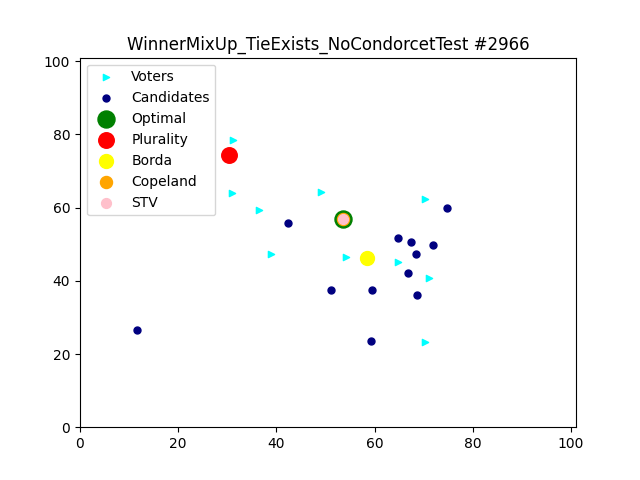 WinnerMixUp_TieExists_NoCondorcetTest #2966
Voters
Candidates
Optimal
Plurality
Borda
Copeland
STV
100
80
60
40
20
0
0 20 40 60 80 100